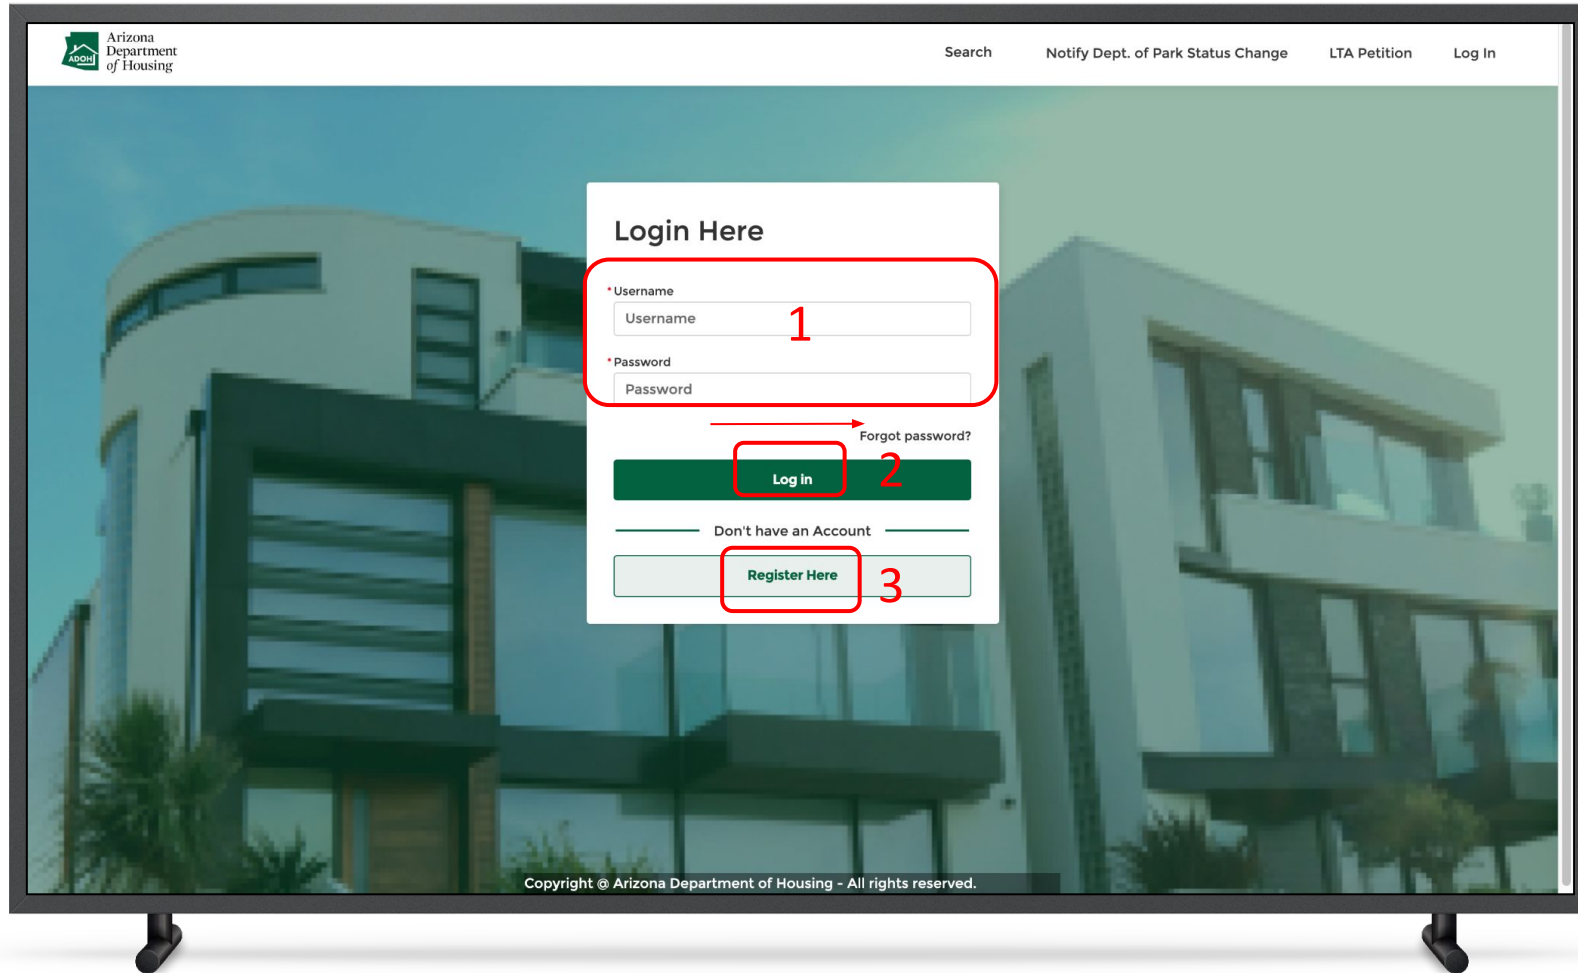 Arizona
Department
of Housing
ADOH
Search Notify Dept. of Park Status Change LTA Petition Log In
Login Here
*Username
Username
1
*Password
Password
Forgot password?
Log in
2
Don't have an Account
Register Here
3
Copyright @ Arizona Department of Housing - All rights reserved.